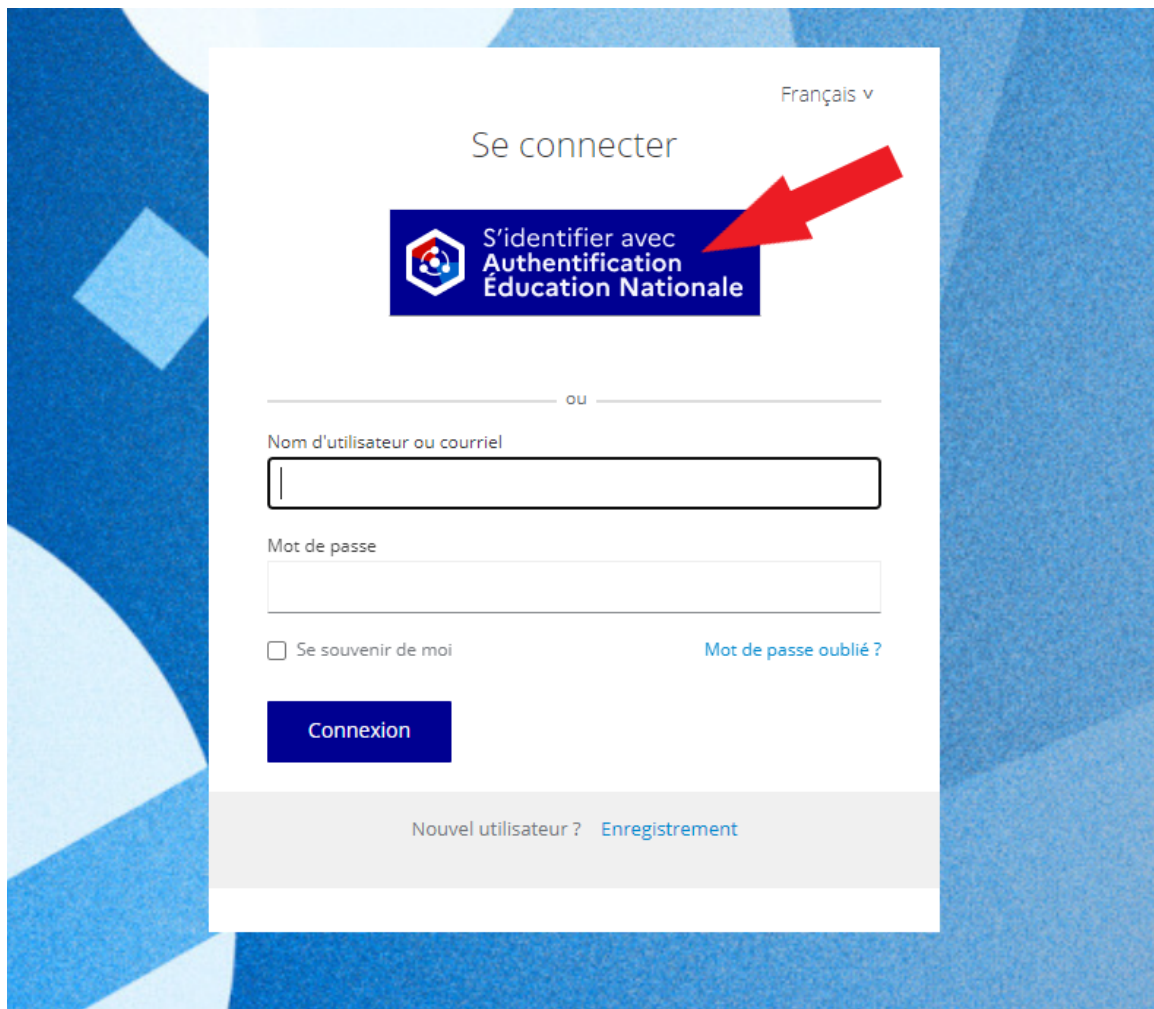 Français
Se connecter
S'identifier avec
Authentification
Éducation Nationale
ou
Nom d'utilisateur ou courriel
Mot de passe
Se souvenir de moi
Mot de passe oublié ?
Connexion
Nouvel utilisateur ? Enregistrement